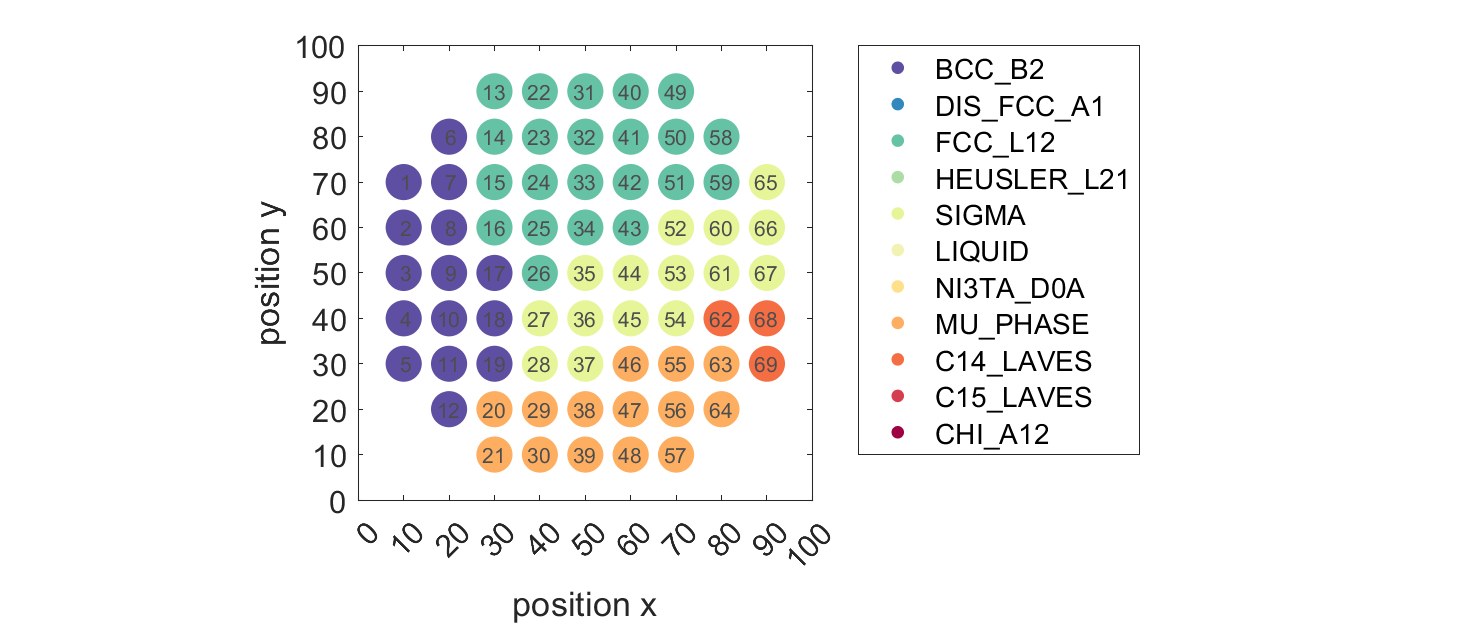 100
90
80
70
60
50
40
30
20
10
0
13 22 31 40 49
6 14 23 32 41 50 58
1 7 15 24 33 42 51 59 65
2 8 16 25 34 43 52 60 66
3 9 17 26 35 44 53 61 67
4 10 18 27 36 45 54 62 68
5 11 19 28 37 46 55 63 69
12 20 29 38 47 56 64
21 30 39 48 57
0 10 20 30 40 50 60 70 80 90 100
position x
position y
BCC_B2
DIS_FCC_A1
FCC_L12
HEUSLER_L21
SIGMA
LIQUID
NI3TA_D0A
MU_PHASE
C14_LAVES
C15_LAVES
CHI_A12